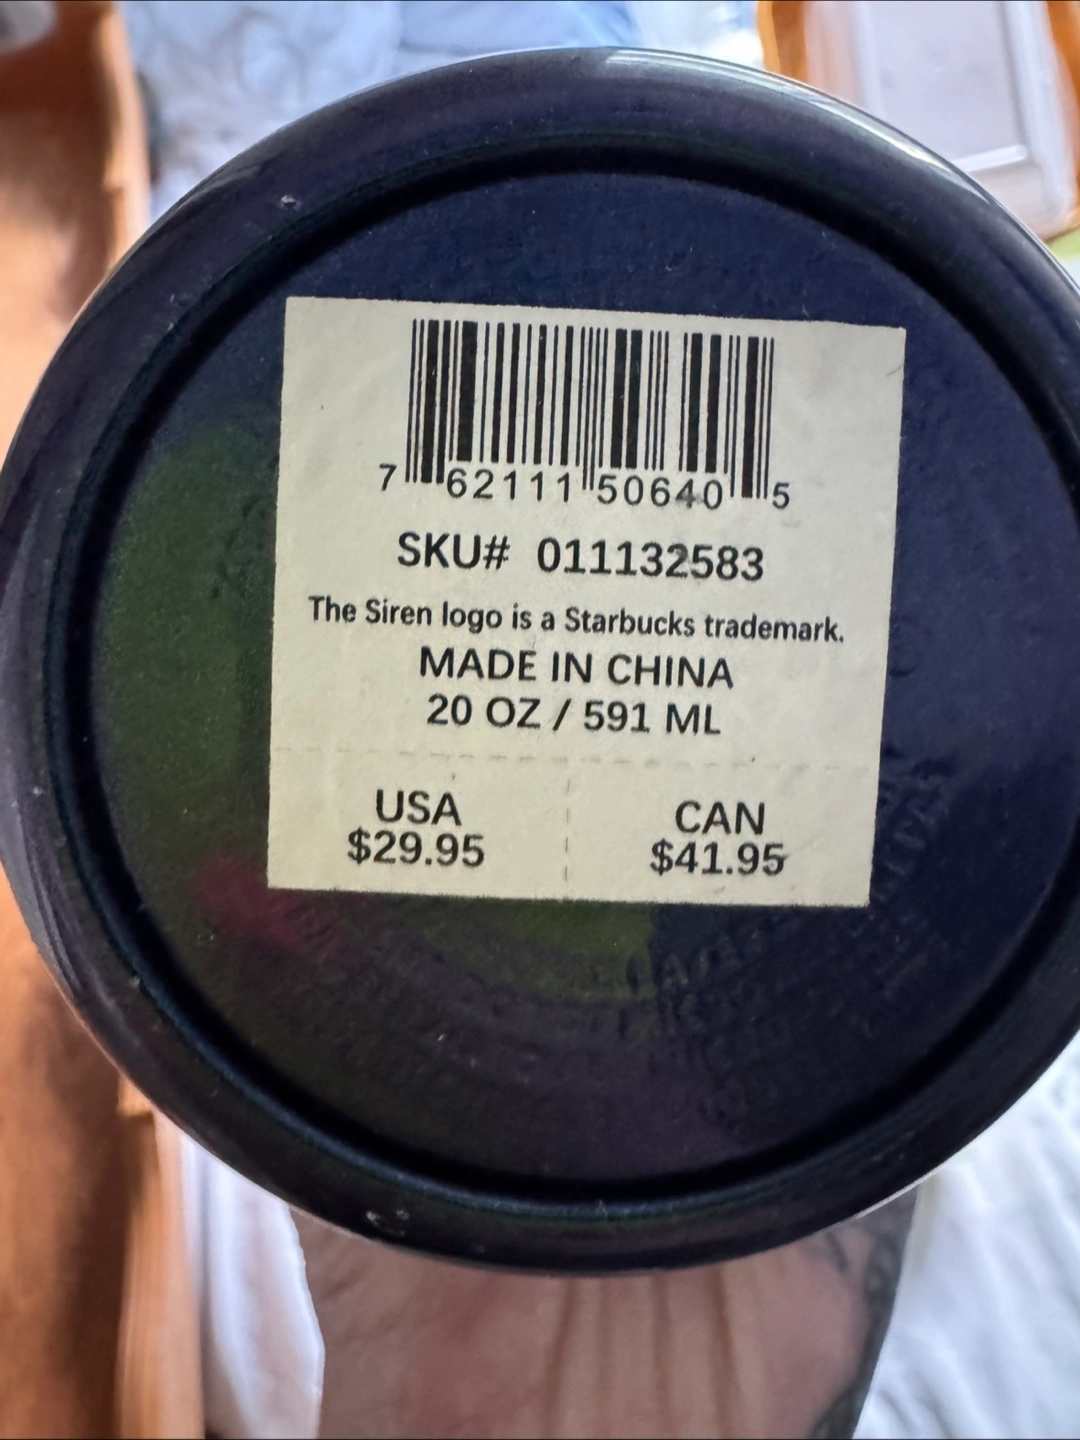 7 62111 50640 5
SKU# 011132583
The Siren logo is a Starbucks trademark.
MADE IN CHINA
20 OZ / 591 ML
USA CAN
$29.95 $41.95